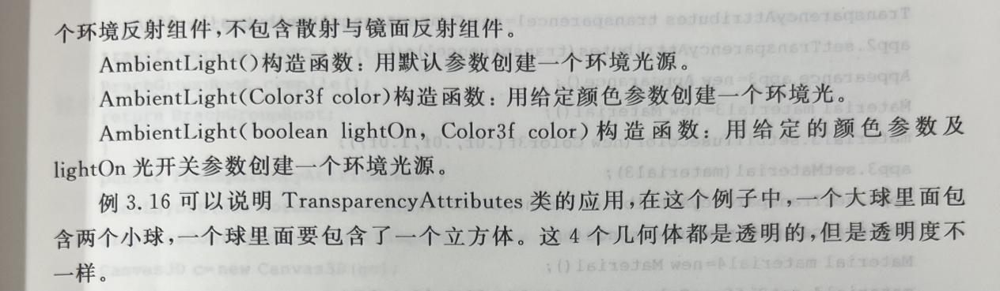 个环境反射组件,不包含散射与镜面反射组件。
AmbientLight()构造函数：用默认参数创建一个环境光源。
AmbientLight(Color3f color)构造函数：用给定颜色参数创建一个环境光。
AmbientLight(boolean lightOn, Color3f color)构造函数：用给定的颜色参数及
lightOn 光开关参数创建一个环境光源。
例 3.16 可以说明 TransparencyAttributes 类的应用,在这个例子中,一个大球里面包
含两个小球,一个球里面要包含了一个立方体。这 4 个几何体都是透明的,但是透明度不
一样。